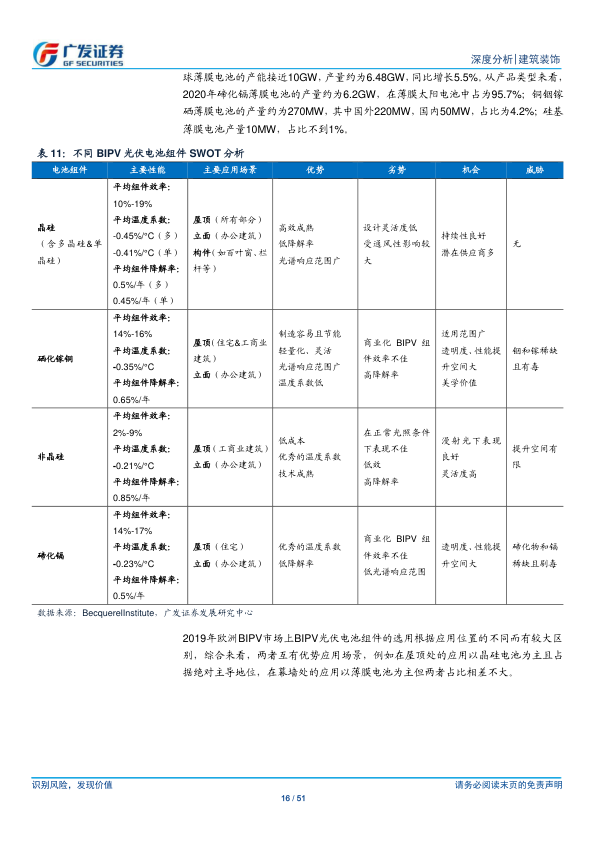 广发证券
GF SECURITIES
深度分析|建筑装饰
球薄膜电池的产能接近10GW，产量约为6.48GW，同比增长5.5%。从产品类型来看，
2020年碲化镉薄膜电池的产量约为6.2GW，在薄膜太阳电池中占为95.7%；铜铟镓
硒薄膜电池的产量约为270MW，其中国外220MW，国内50MW，占比为4.2%；硅基
薄膜电池产量10MW，占比不到1%。
表 11：不同 BIPV 光伏电池组件 SWOT 分析
电池组件 主要性能 主要应用场景 优势 劣势 机会 威胁
晶硅
（含多晶硅&单
晶硅）
平均组件效率：
10%-19%
平均温度系数：
-0.45%/°C（多）
-0.41%/°C（单）
平均组件降解率：
0.5%/年（多）
0.45%/年（单）
屋顶（所有部分）
立面（办公建筑）
构件（如百叶窗、栏
杆等）
高效成熟
低降解率
光谱响应范围广
设计灵活度低
受通风性影响较
大
持续性良好
潜在供应商多
无
硒化镓铜
平均组件效率：
14%-16%
平均温度系数：
-0.35%/°C
平均组件降解率：
0.65%/年
屋顶（住宅&工商业
建筑）
立面（办公建筑）
制造容易且节能
轻量化、灵活
光谱响应范围广
温度系数低
商业化 BIPV 组
件效率不佳
高降解率
适用范围广
透明度、性能提
升空间大
美学价值
铟和镓稀缺
且有毒
非晶硅
平均组件效率：
2%-9%
平均温度系数：
-0.21%/°C
平均组件降解率：
0.85%/年
屋顶（工商业建筑）
立面（办公建筑）
低成本
优秀的温度系数
技术成熟
在正常光照条件
下表现不佳
低效
高降解率
漫射光下表现
良好
灵活度高
提升空间有
限
碲化镉
平均组件效率：
14%-17%
平均温度系数：
-0.23%/°C
平均组件降解率：
0.5%/年
屋顶（住宅）
立面（办公建筑）
优秀的温度系数
低降解率
商业化 BIPV 组
件效率不佳
低光谱响应范围
透明度、性能提
升空间大
碲化物和镉
稀缺且剧毒
数据来源：BecquerelInstitute，广发证券发展研究中心
2019年欧洲BIPV市场上BIPV光伏电池组件的选用根据应用位置的不同而有较大区
别，综合来看，两者互有优势应用场景，例如在屋顶处的应用以晶硅电池为主且占
据绝对主导地位，在幕墙处的应用以薄膜电池为主但两者占比相差不大。
识别风险，发现价值
请务必阅读末页的免责声明
16 / 51